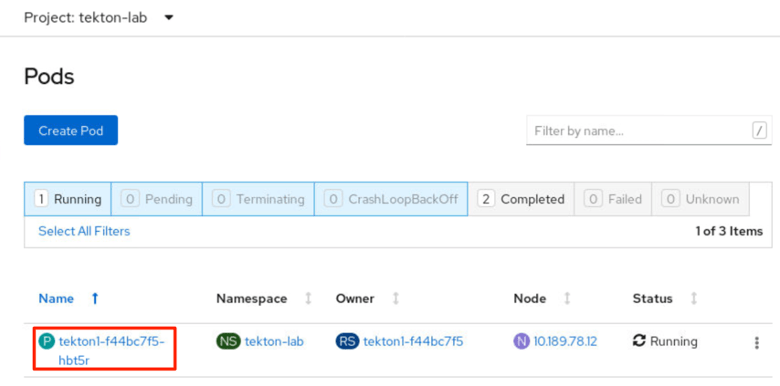 Project: tekton-lab
Pods
Create Pod
Filter by name...
/
1 Running 0 Pending 0 Terminating 0 CrashLoopBackOff 2 Completed 0 Failed 0 Unknown
Select All Filters 1 of 3 Items
Name Namespace Owner Node Status
P tekton1-f44bc7f5-
hbt5r
NS tekton-lab RS tekton1-f44bc7f5 N 10.189.78.12 Running